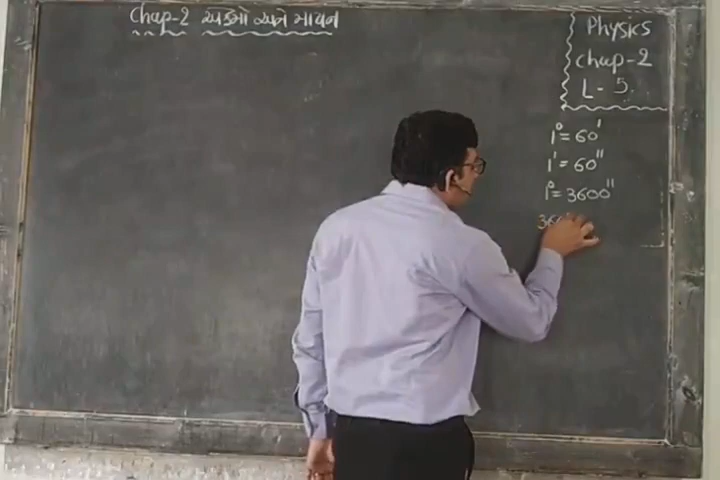 Chap-2 એકમો અને માપન
Physics
chap-2
L-5.
1° = 60'
1' = 60"
1° = 3600"